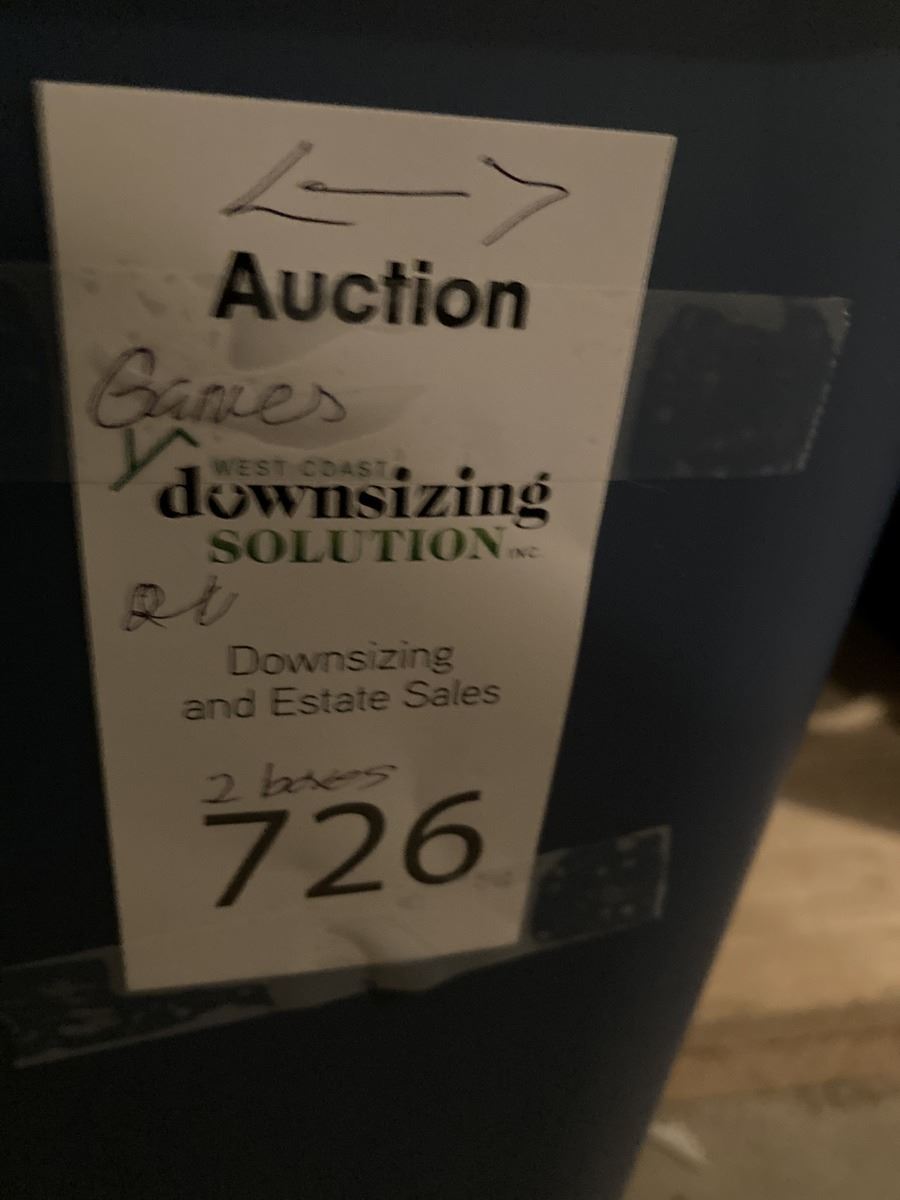 Auction
Games
WEST COAST
downsizing
SOLUTION INC.
Downsizing
and Estate Sales
2 boxes
726